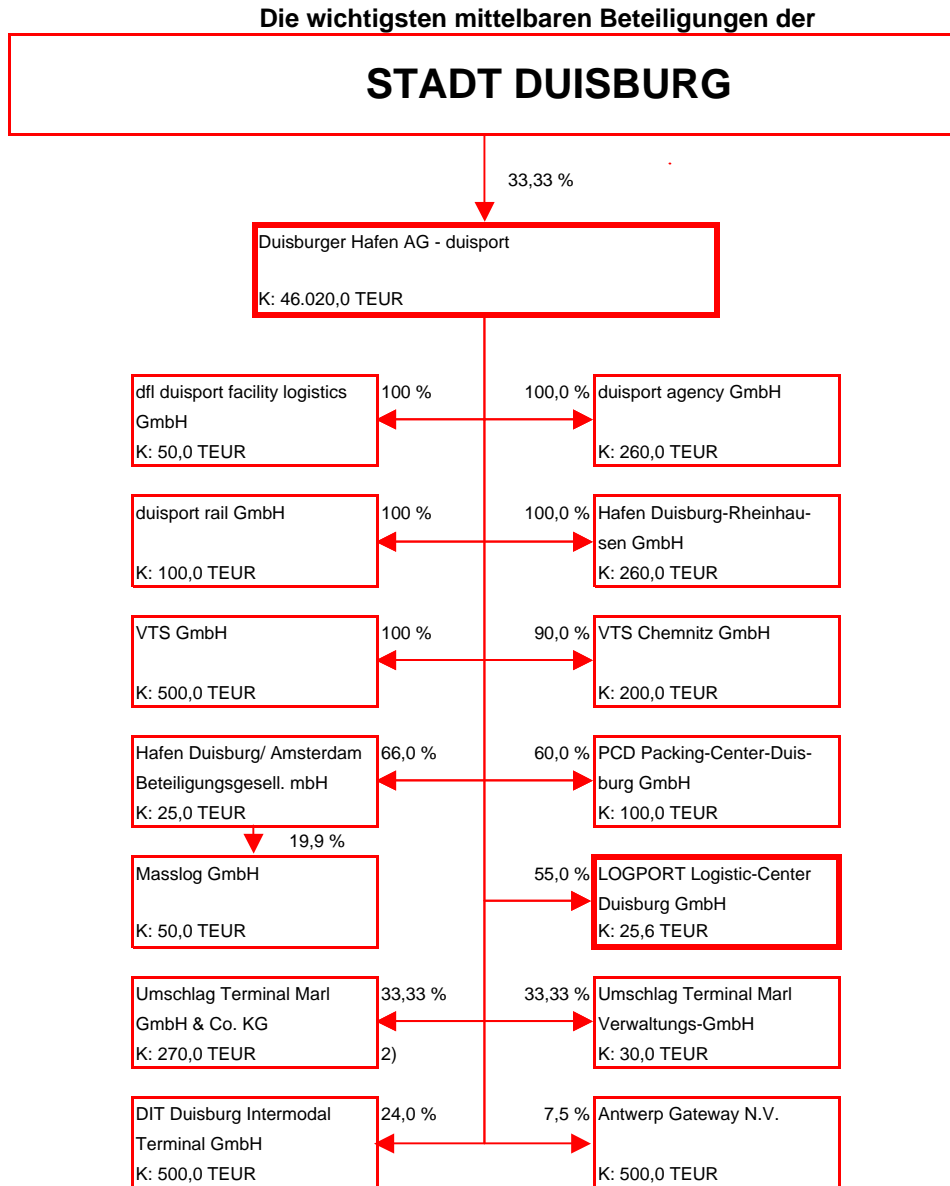 Die wichtigsten mittelbaren Beteiligungen der
STADT DUISBURG
33,33 %
Duisburger Hafen AG - duisport
K: 46.020,0 TEUR
dfl duisport facility logistics
GmbH
K: 50,0 TEUR
100 %
100,0 %
duisport agency GmbH
K: 260,0 TEUR
duisport rail GmbH
K: 100,0 TEUR
100 %
100,0 %
Hafen Duisburg-Rheinhau-
sen GmbH
K: 260,0 TEUR
VTS GmbH
K: 500,0 TEUR
100 %
90,0 %
VTS Chemnitz GmbH
K: 200,0 TEUR
Hafen Duisburg/ Amsterdam
Beteiligungsgesell. mbH
K: 25,0 TEUR
66,0 %
60,0 %
PCD Packing-Center-Duis-
burg GmbH
K: 100,0 TEUR
19,9 %
Masslog GmbH
K: 50,0 TEUR
55,0 %
LOGPORT Logistic-Center
Duisburg GmbH
K: 25,6 TEUR
Umschlag Terminal Marl
GmbH & Co. KG
K: 270,0 TEUR
33,33 %
2)
33,33 %
Umschlag Terminal Marl
Verwaltungs-GmbH
K: 30,0 TEUR
DIT Duisburg Intermodal
Terminal GmbH
K: 500,0 TEUR
24,0 %
7,5 %
Antwerp Gateway N.V.
K: 500,0 TEUR